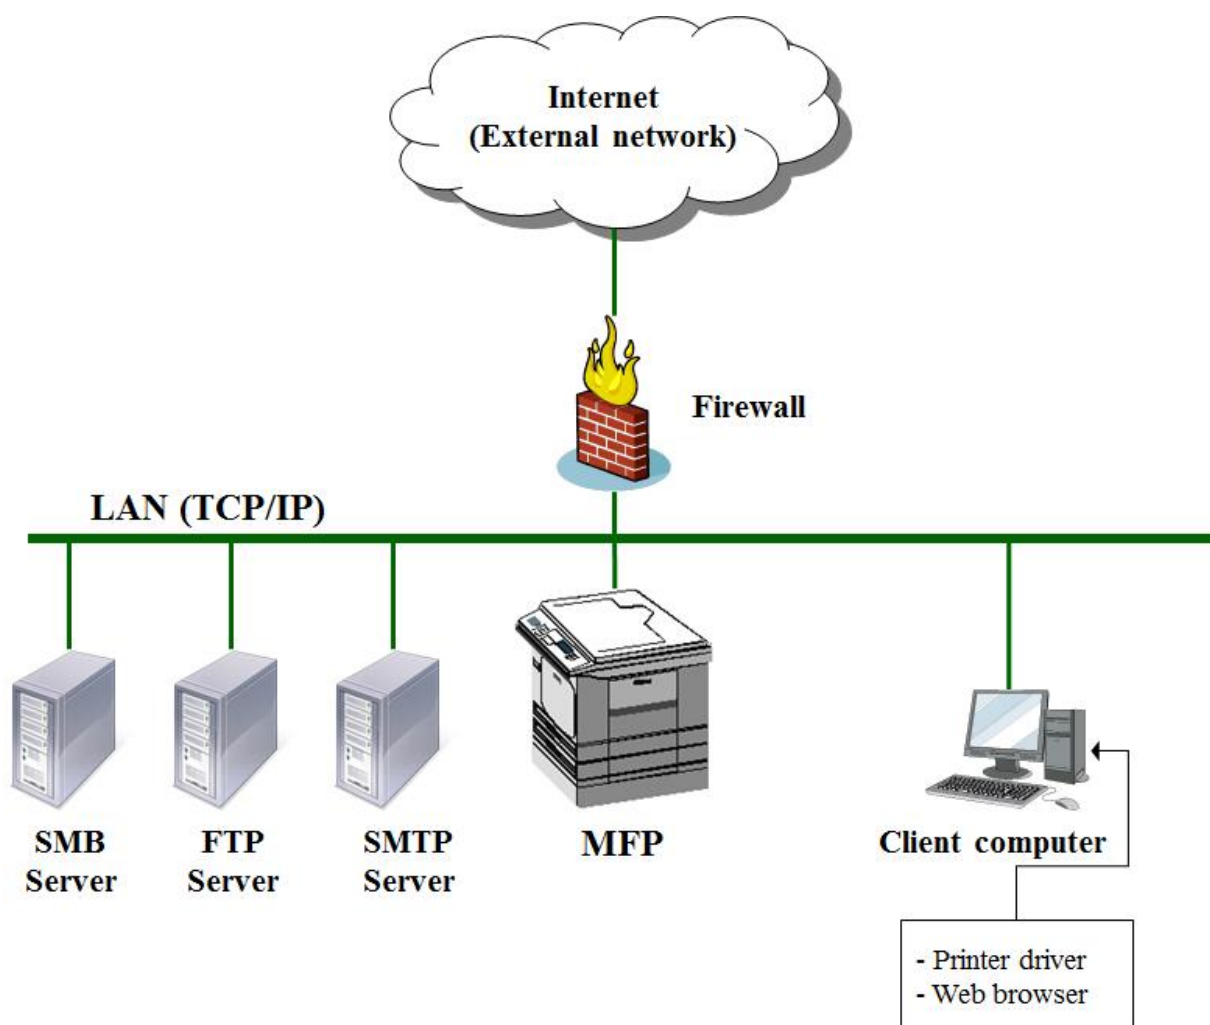 Internet
(External network)
Firewall
LAN (TCP/IP)
SMB
Server
FTP
Server
SMTP
Server
MFP
Client computer
- Printer driver
- Web browser